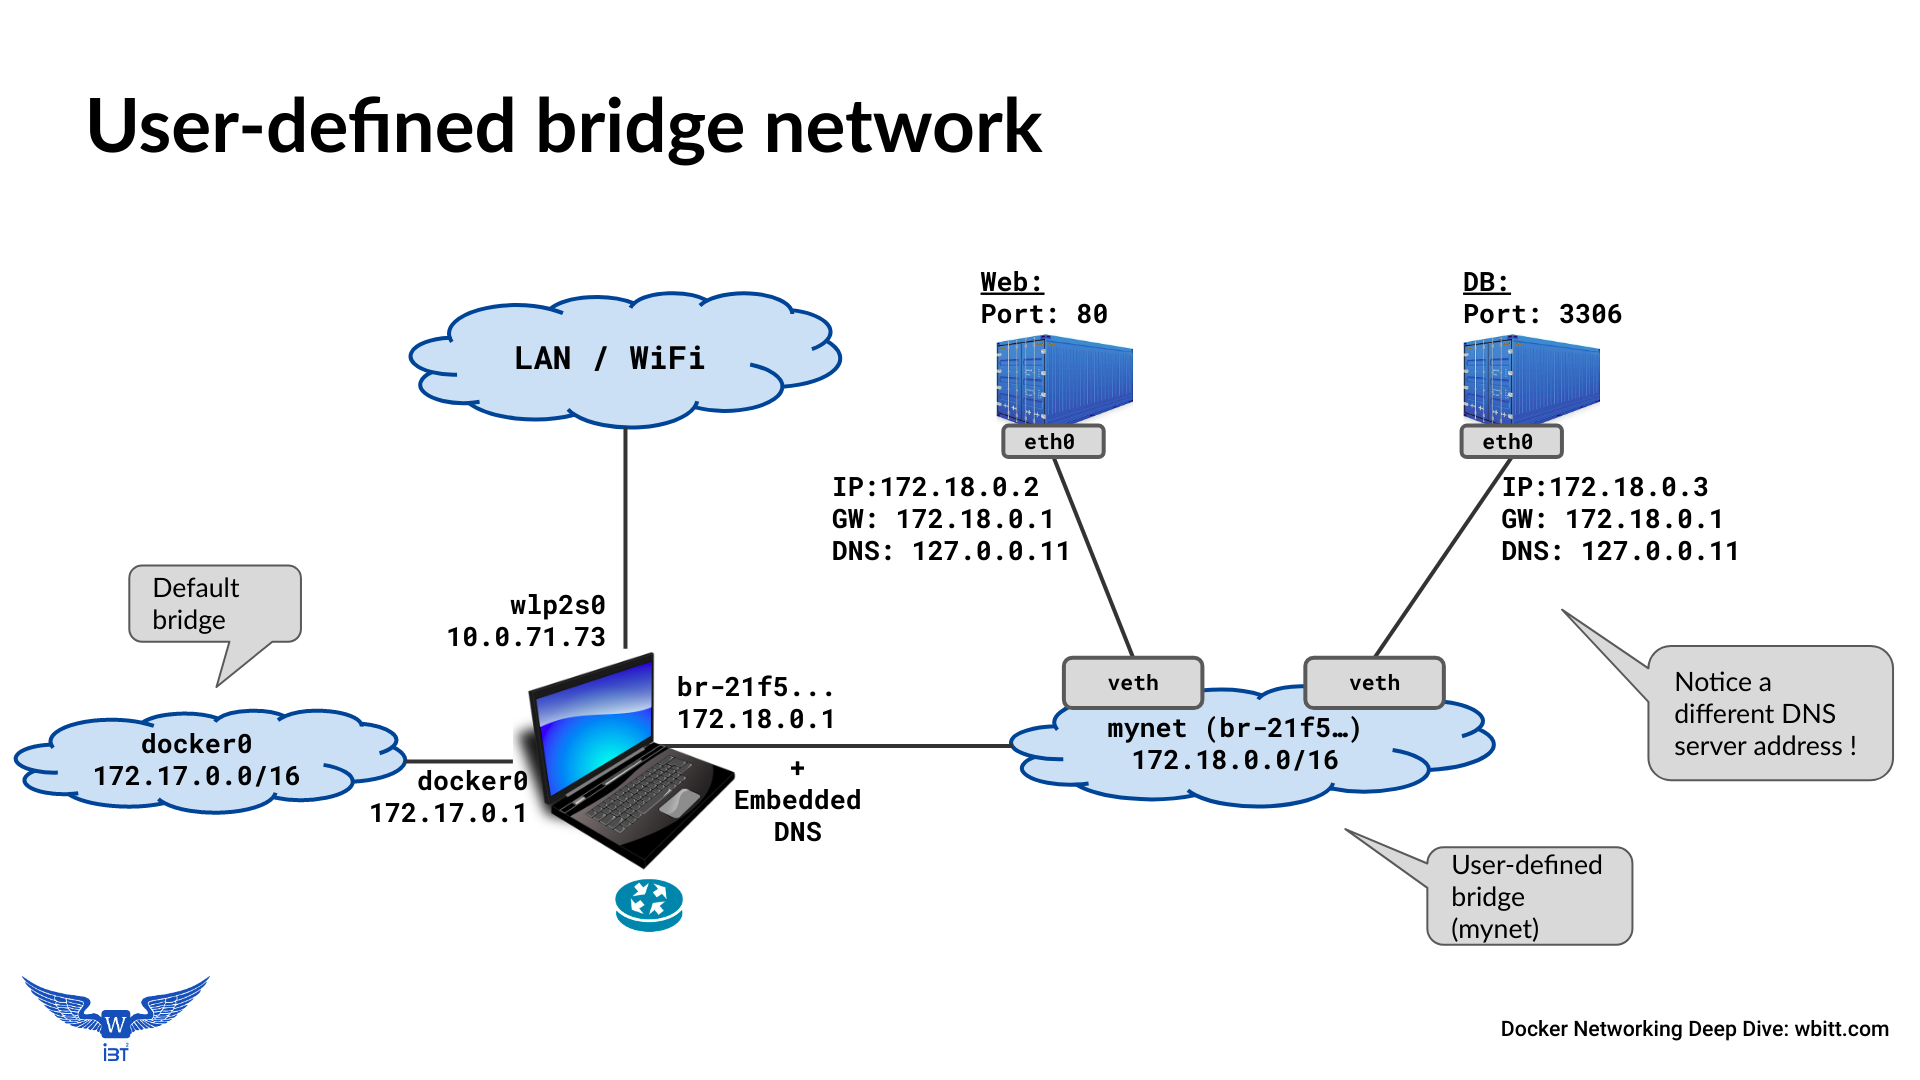 User-defined bridge network
Web:
Port: 80
DB:
Port: 3306
LAN / WiFi
eth0
eth0
IP:172.18.0.2
GW: 172.18.0.1
DNS: 127.0.0.11
IP:172.18.0.3
GW: 172.18.0.1
DNS: 127.0.0.11
Default
bridge
wlp2s0
10.0.71.73
br-21f5...
172.18.0.1
veth
veth
Notice a
different DNS
server address !
docker0
172.17.0.0/16
mynet (br-21f5…)
172.18.0.0/16
docker0
172.17.0.1
+
Embedded
DNS
User-defined
bridge
(mynet)
W
iBT²
Docker Networking Deep Dive: wbitt.com